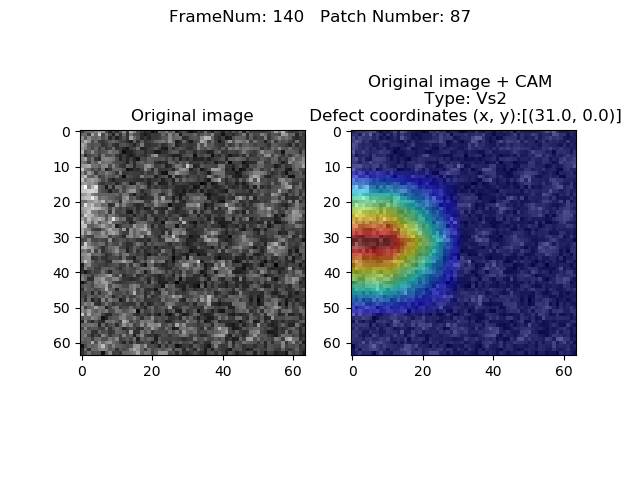 FrameNum: 140   Patch Number: 87
Original image + CAM
Type: Vs2
Original image
Defect coordinates (x, y):[(31.0, 0.0)]
0
10
20
30
40
50
60
0 20 40 60
0
10
20
30
40
50
60
0 20 40 60